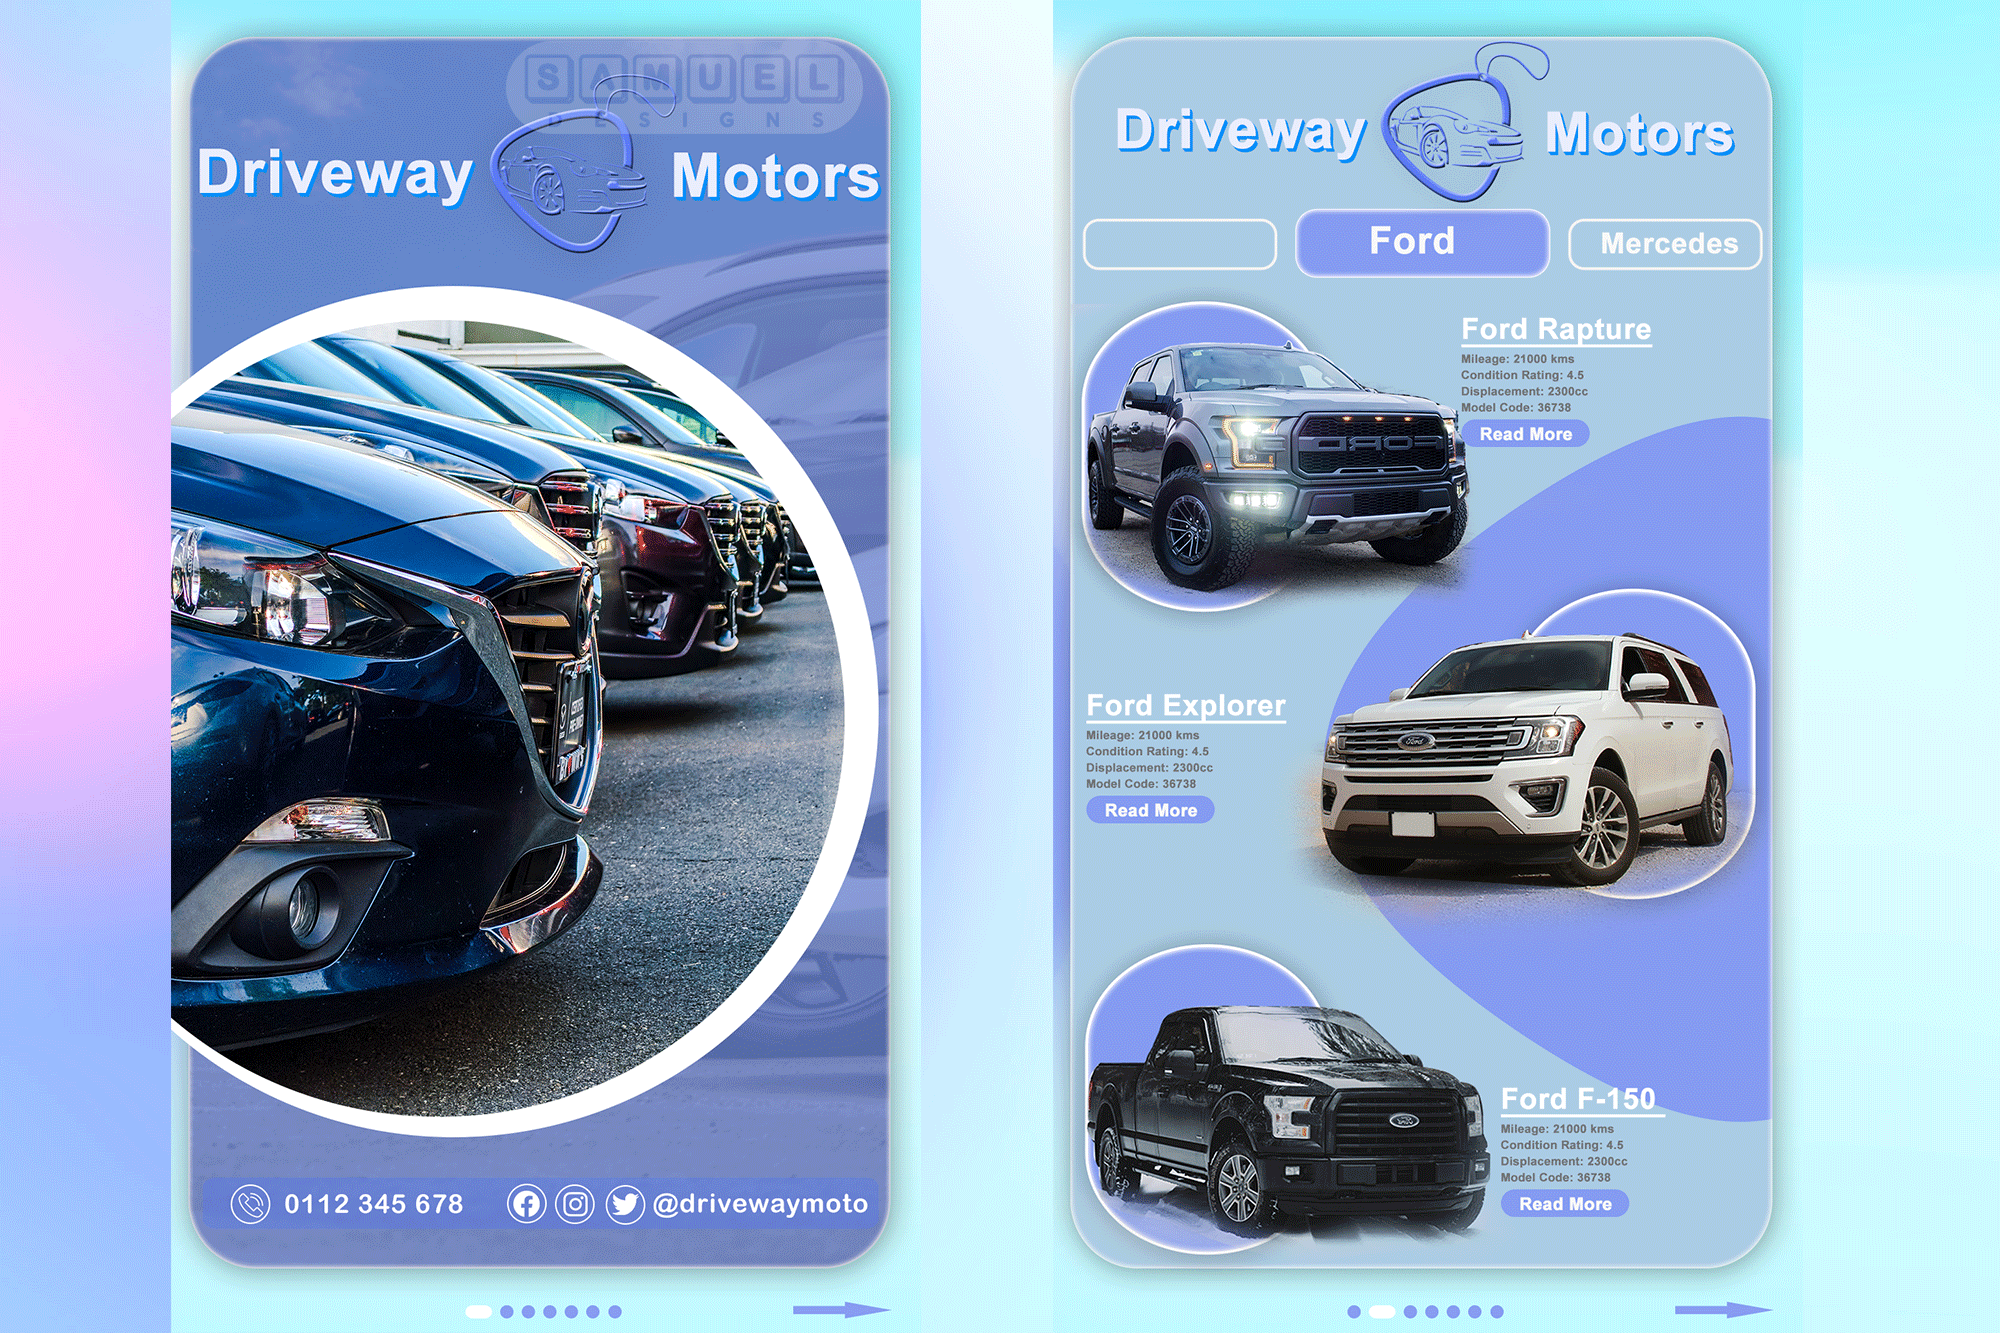 SAMUEL
DESIGNS
Driveway Motors
0112 345 678
@drivewaymoto
Driveway Motors
Ford
Mercedes
Ford Rapture
Mileage: 21000 kms
Condition Rating: 4.5
Displacement: 2300cc
Model Code: 36738
Read More
FORD
Ford Explorer
Mileage: 21000 kms
Condition Rating: 4.5
Displacement: 2300cc
Model Code: 36738
Read More
Ford
Ford F-150
Mileage: 21000 kms
Condition Rating: 4.5
Displacement: 2300cc
Model Code: 36738
Read More